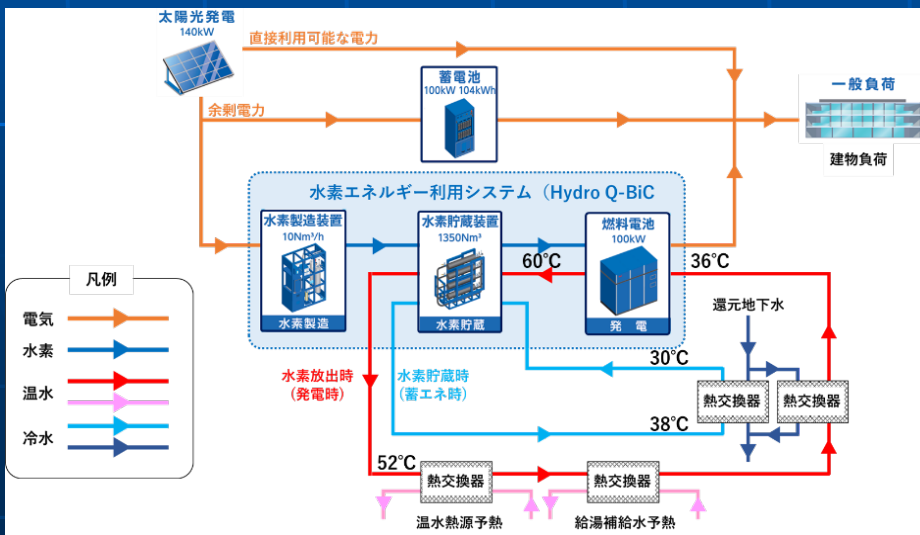 太陽光発電
140kW
直接利用可能な電力
余剰電力
蓄電池
100kW 104kWh
一般負荷
建物負荷
水素エネルギー利用システム（Hydro Q-BiC
水素製造装置
10Nm³/h
水素製造
水素貯蔵装置
1350Nm³
水素貯蔵
燃料電池
100kW
発 電
60℃
36℃
凡例
電気
水素
温水
冷水
還元地下水
水素放出時
(発電時)
水素貯蔵時
(蓄エネ時)
30℃
38℃
熱交換器
熱交換器
52℃
熱交換器
熱交換器
温水熱源予熱
給湯補給水予熱